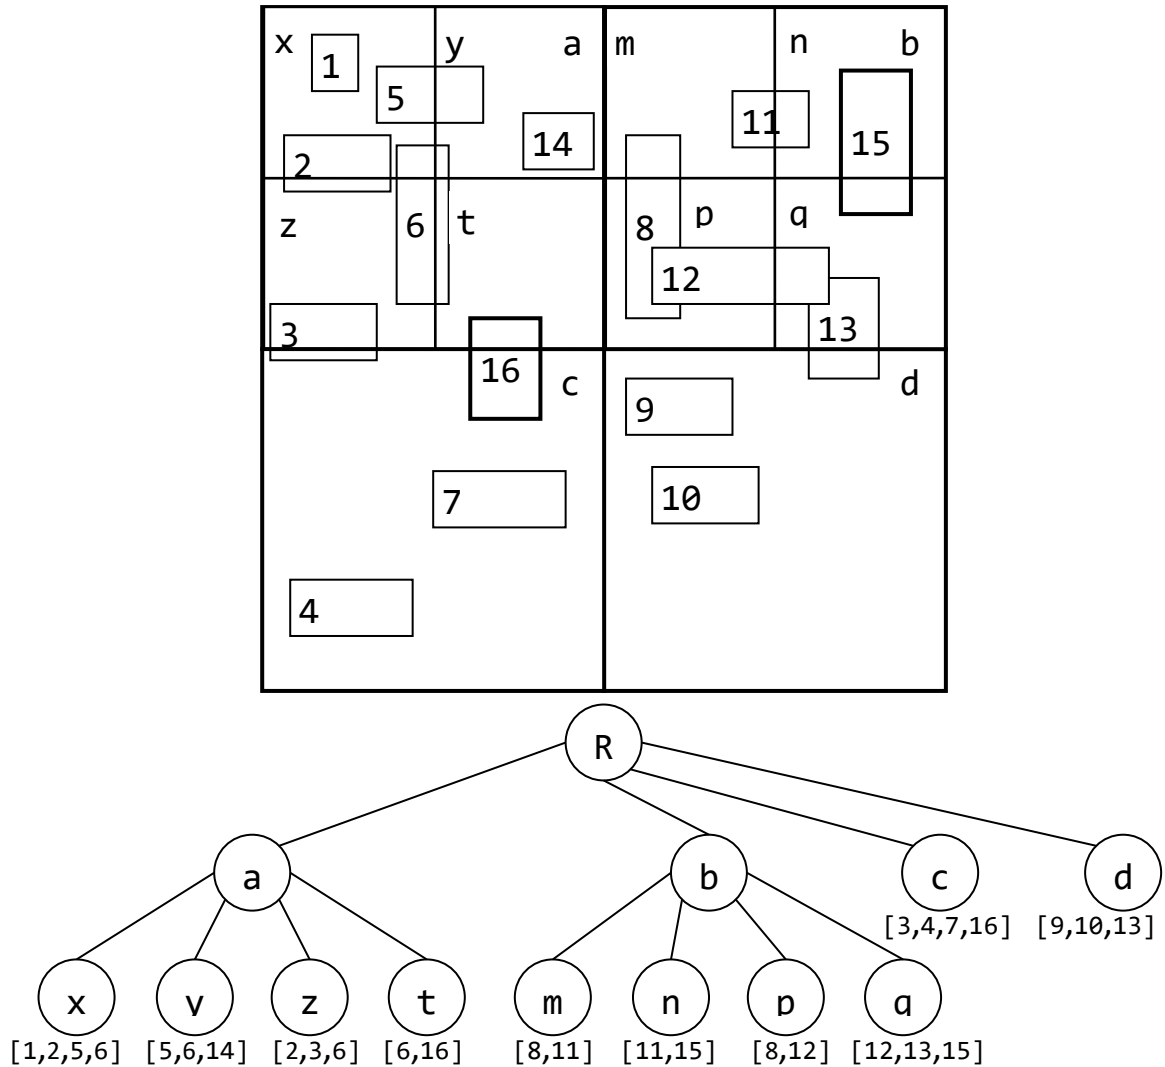 x y a m n b
1
5
11
14
15
2
z 6 t 8 p q
12
3 13
16 c d
9
7 10
4
R
a b c d
[3,4,7,16] [9,10,13]
x y z t m n p q
[1,2,5,6] [5,6,14] [2,3,6] [6,16] [8,11] [11,15] [8,12] [12,13,15]